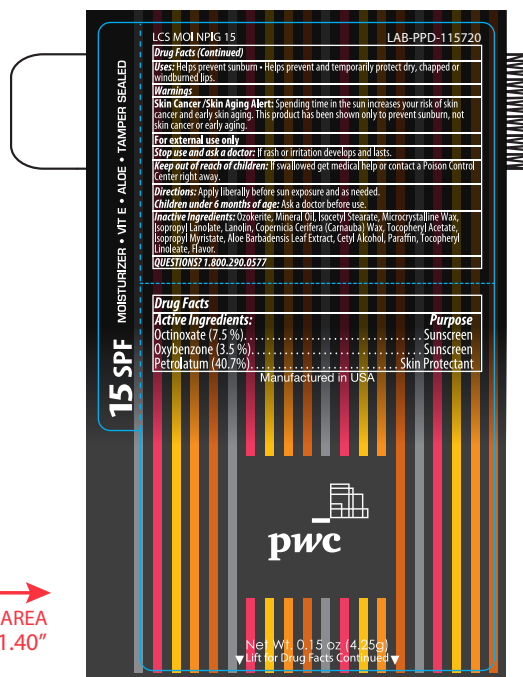 LCS MOI NPIG 15
LAB-PPD-115720
Drug Facts (Continued)
Uses: Helps prevent sunburn • Helps prevent and temporarily protect dry, chapped or
windburned lips.
Warnings
Skin Cancer /Skin Aging Alert: Spending time in the sun increases your risk of skin
cancer and early skin aging. This product has been shown only to prevent sunburn, not
skin cancer or early aging.
For external use only
Stop use and ask a doctor: If rash or irritation develops and lasts.
Keep out of reach of children: If swallowed get medical help or contact a Poison Control
Center right away.
Directions: Apply liberally before sun exposure and as needed.
Children under 6 months of age: Ask a doctor before use.
Inactive Ingredients: Ozokerite, Mineral Oil, Isocetyl Stearate, Microcrystalline Wax,
Isopropyl Lanolate, Lanolin, Copernicia Cerifera (Carnauba) Wax, Tocopheryl Acetate,
Isopropyl Myristate, Aloe Barbadensis Leaf Extract, Cetyl Alcohol, Paraffin, Tocopheryl
Linoleate, Flavor.
QUESTIONS? 1.800.290.0577
Drug Facts
Active Ingredients: Purpose
Octinoxate (7.5 %)..............................Sunscreen
Oxybenzone (3.5 %).............................Sunscreen
Petrolatum (40.7%)........................Skin Protectant
Manufactured in USA
15 SPF MOISTURIZER • VIT E • ALOE • TAMPER SEALED
pwc
Net Wt. 0.15 oz (4.25g)
▼Lift for Drug Facts Continued▼
AREA
1.40"